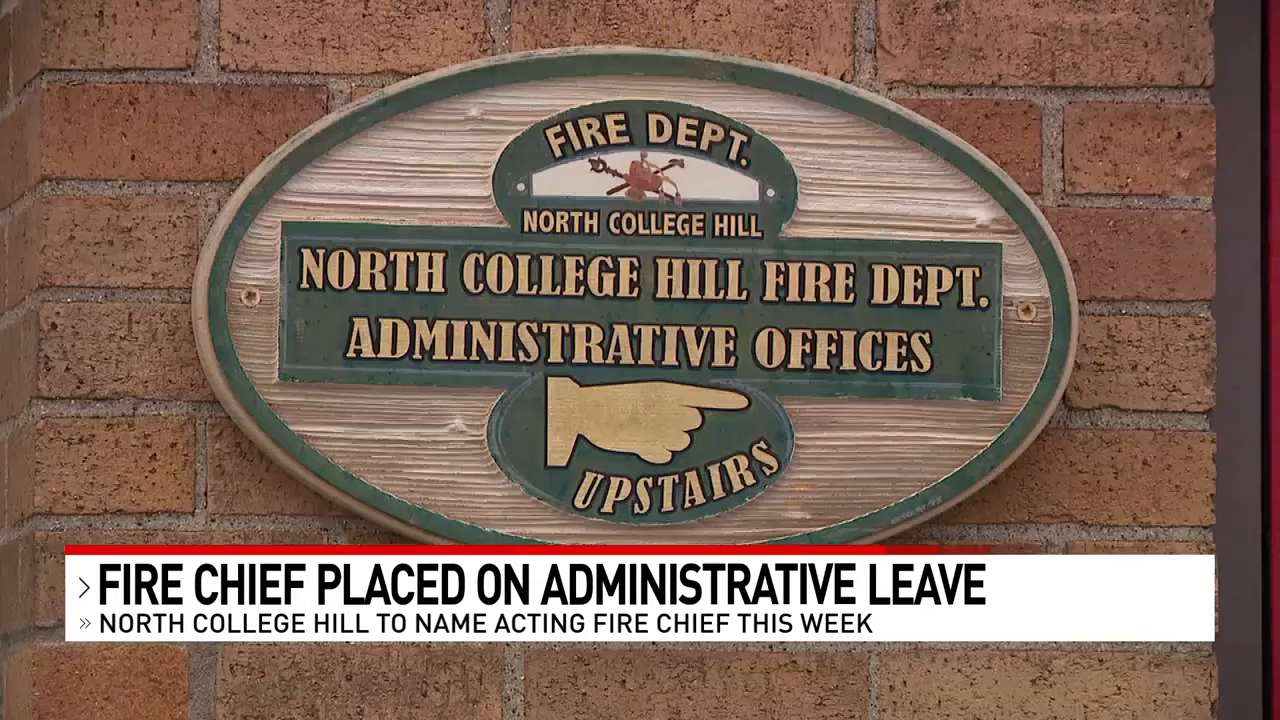 FIRE DEPT.
NORTH COLLEGE HILL
NORTH COLLEGE HILL FIRE DEPT.
ADMINISTRATIVE OFFICES
UPSTAIRS
FIRE CHIEF PLACED ON ADMINISTRATIVE LEAVE
NORTH COLLEGE HILL TO NAME ACTING FIRE CHIEF THIS WEEK